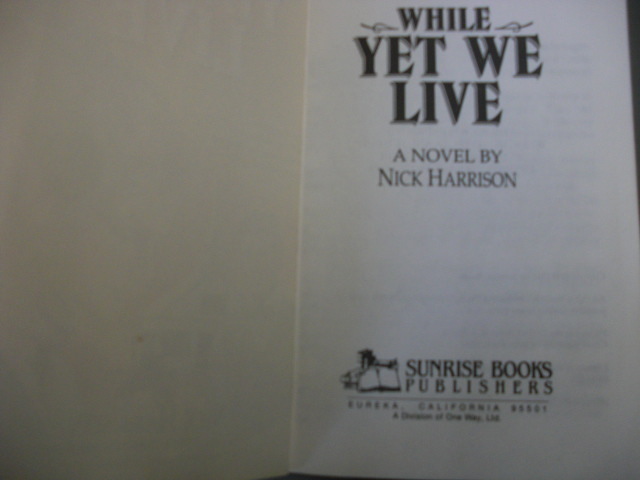 WHILE
YET WE
LIVE
A NOVEL BY
NICK HARRISON
SUNRISE BOOKS
PUBLISHERS
EUREKA, CALIFORNIA 95501
A Division of One Way, Ltd.